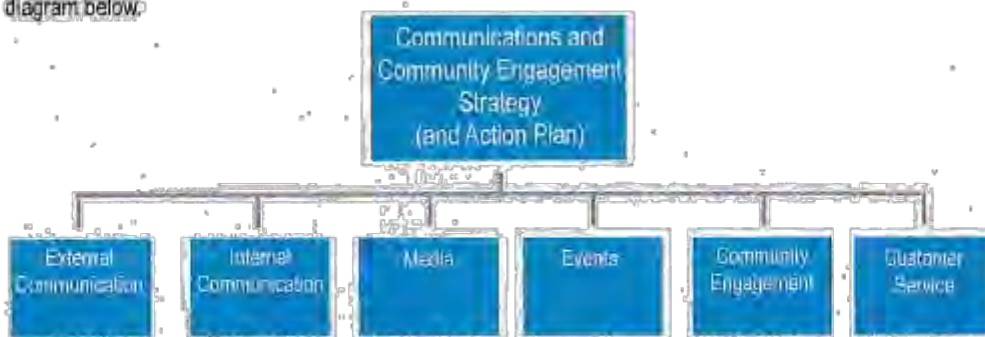 diagram below.
Communications and
Community Engagement
Strategy
(and Action Plan)
External
Communication
Internal
Communication
Media
Events
Community
Engagement
Customer
Service